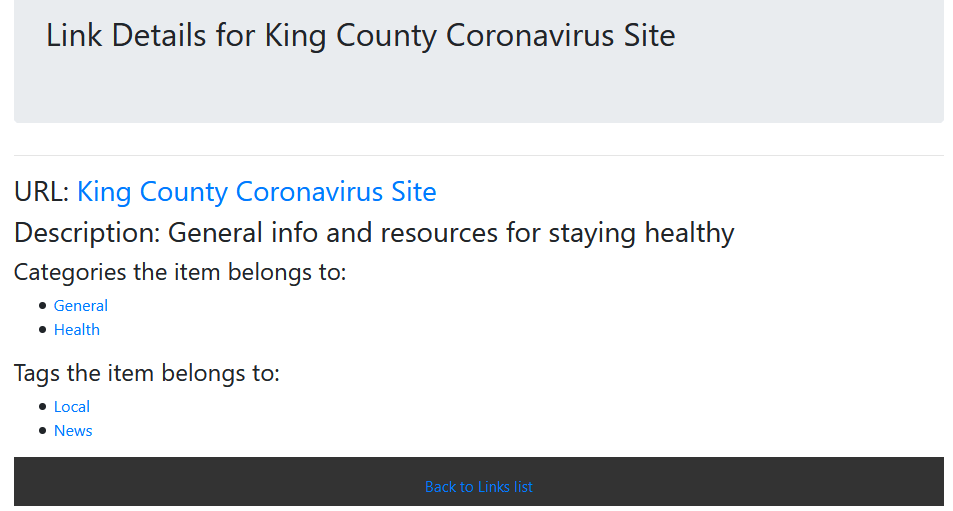 Link Details for King County Coronavirus Site
URL: King County Coronavirus Site
Description: General info and resources for staying healthy
Categories the item belongs to:
General
Health
Tags the item belongs to:
Local
News
Back to Links list